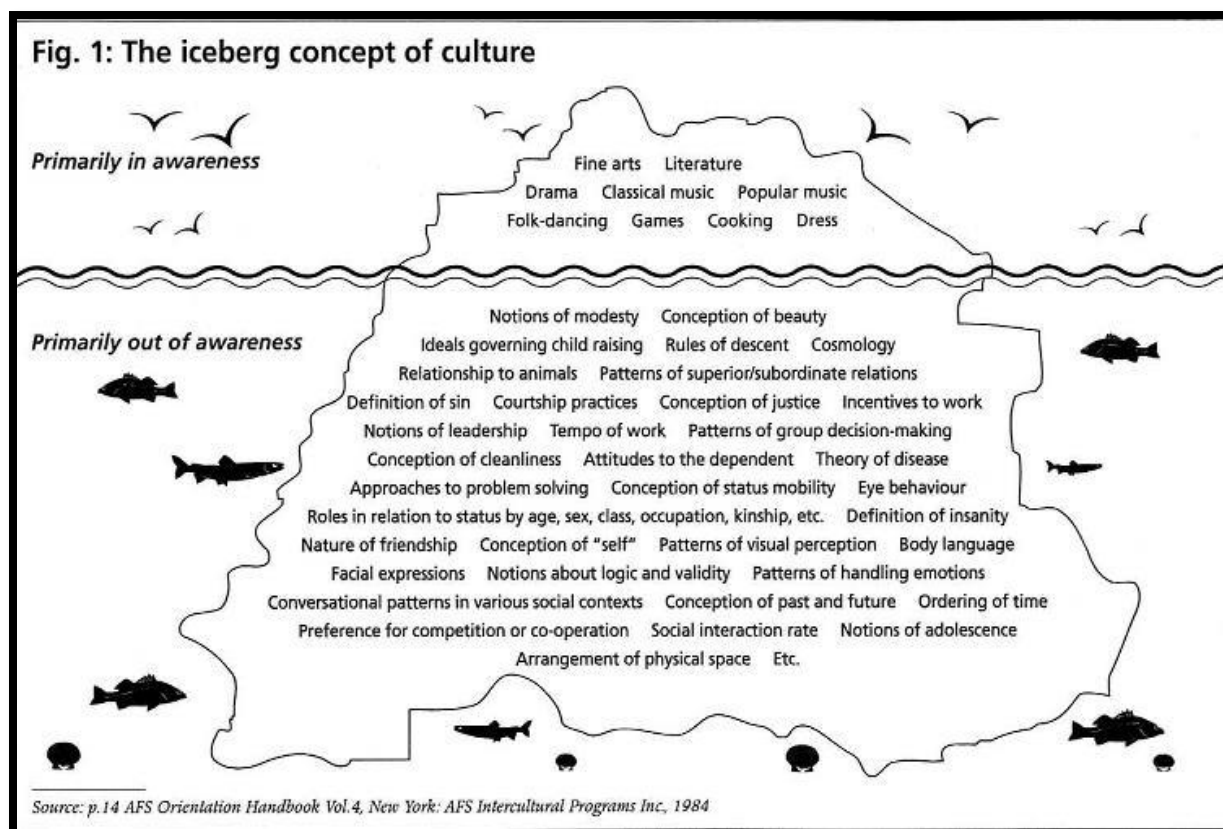 Fig. 1: The iceberg concept of culture
Primarily in awareness
Fine arts Literature
Drama Classical music Popular music
Folk-dancing Games Cooking Dress
Primarily out of awareness
Notions of modesty Conception of beauty
Ideals governing child raising Rules of descent Cosmology
Relationship to animals Patterns of superior/subordinate relations
Definition of sin Courtship practices Conception of justice Incentives to work
Notions of leadership Tempo of work Patterns of group decision-making
Conception of cleanliness Attitudes to the dependent Theory of disease
Approaches to problem solving Conception of status mobility Eye behaviour
Roles in relation to status by age, sex, class, occupation, kinship, etc. Definition of insanity
Nature of friendship Conception of "self" Patterns of visual perception Body language
Facial expressions Notions about logic and validity Patterns of handling emotions
Conversational patterns in various social contexts Conception of past and future Ordering of time
Preference for competition or co-operation Social interaction rate Notions of adolescence
Arrangement of physical space Etc.
Source: p.14 AFS Orientation Handbook Vol.4, New York: AFS Intercultural Programs Inc., 1984